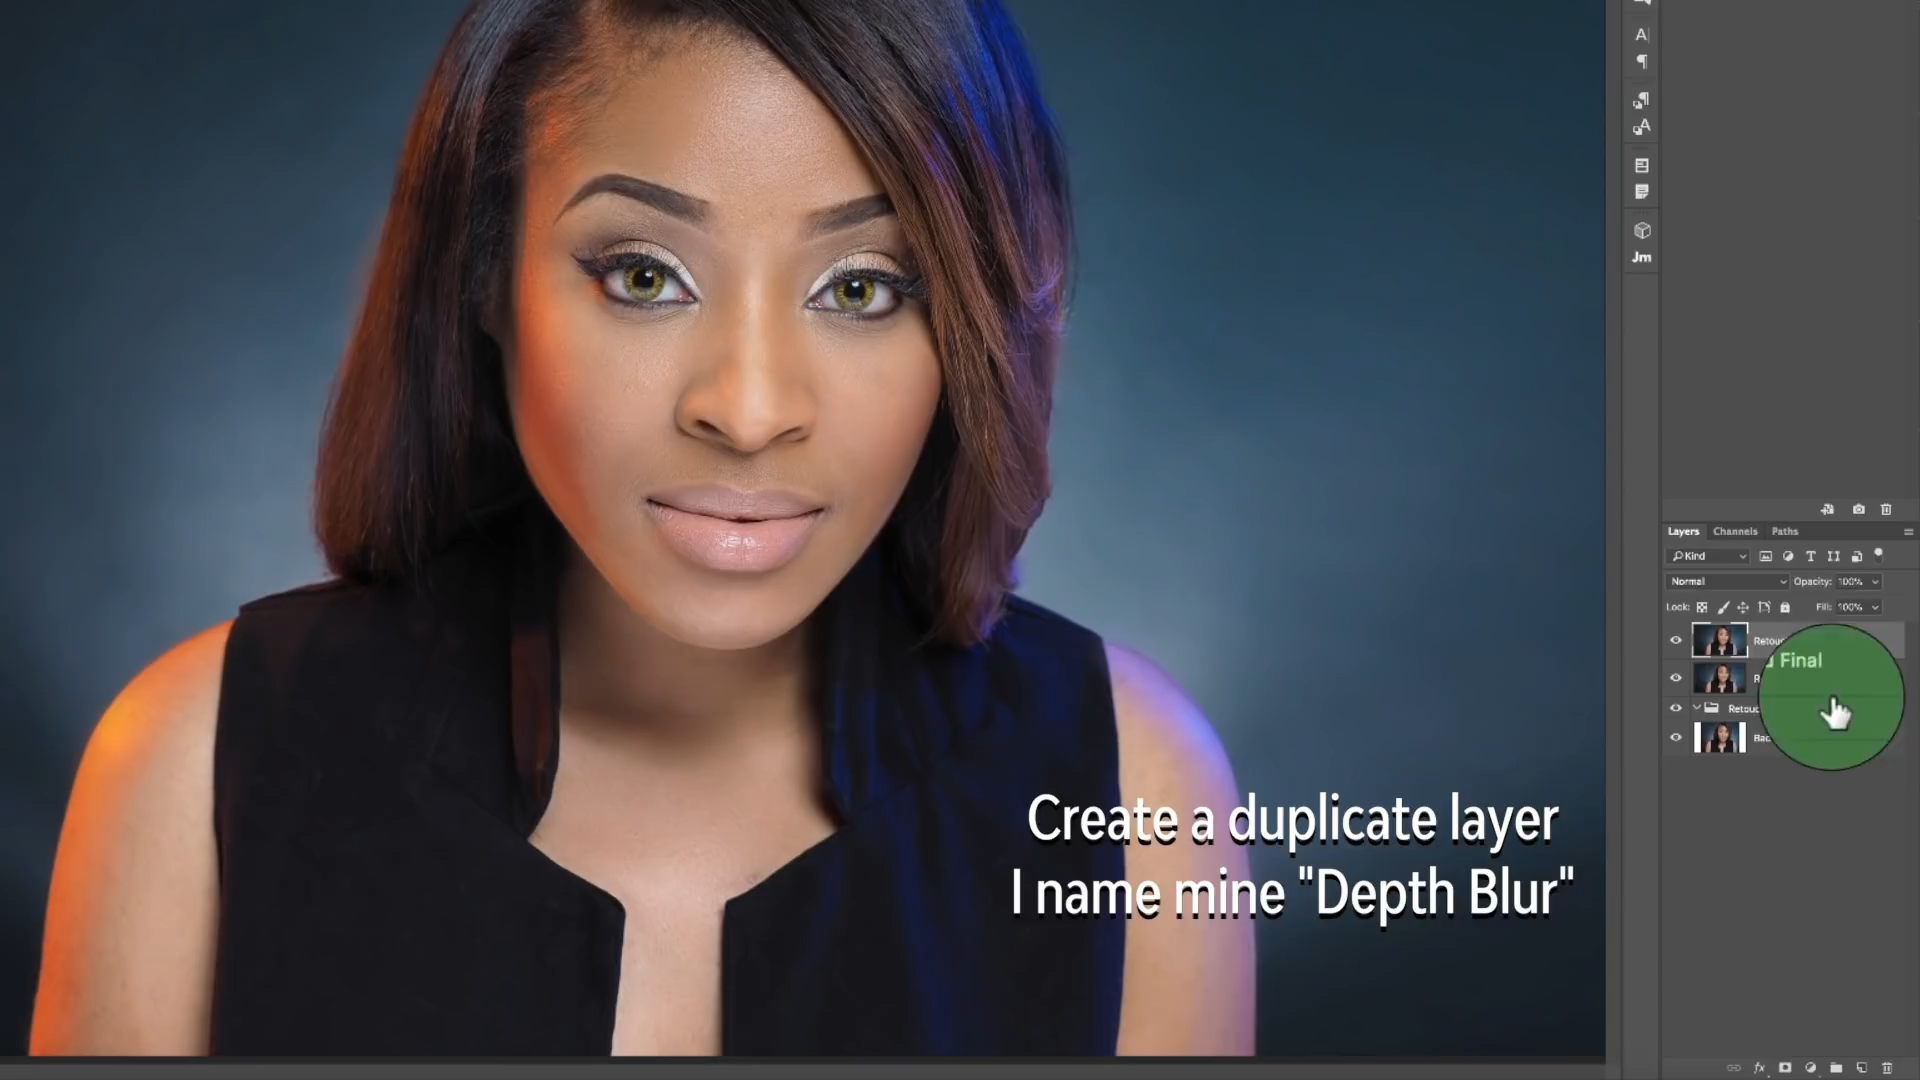 A
¶
¶
A
Jm
Layers Channels Paths
Kind T
Normal Opacity: 100%
Lock: Fill: 100%
Final
fx
Create a duplicate layer
I name mine "Depth Blur"